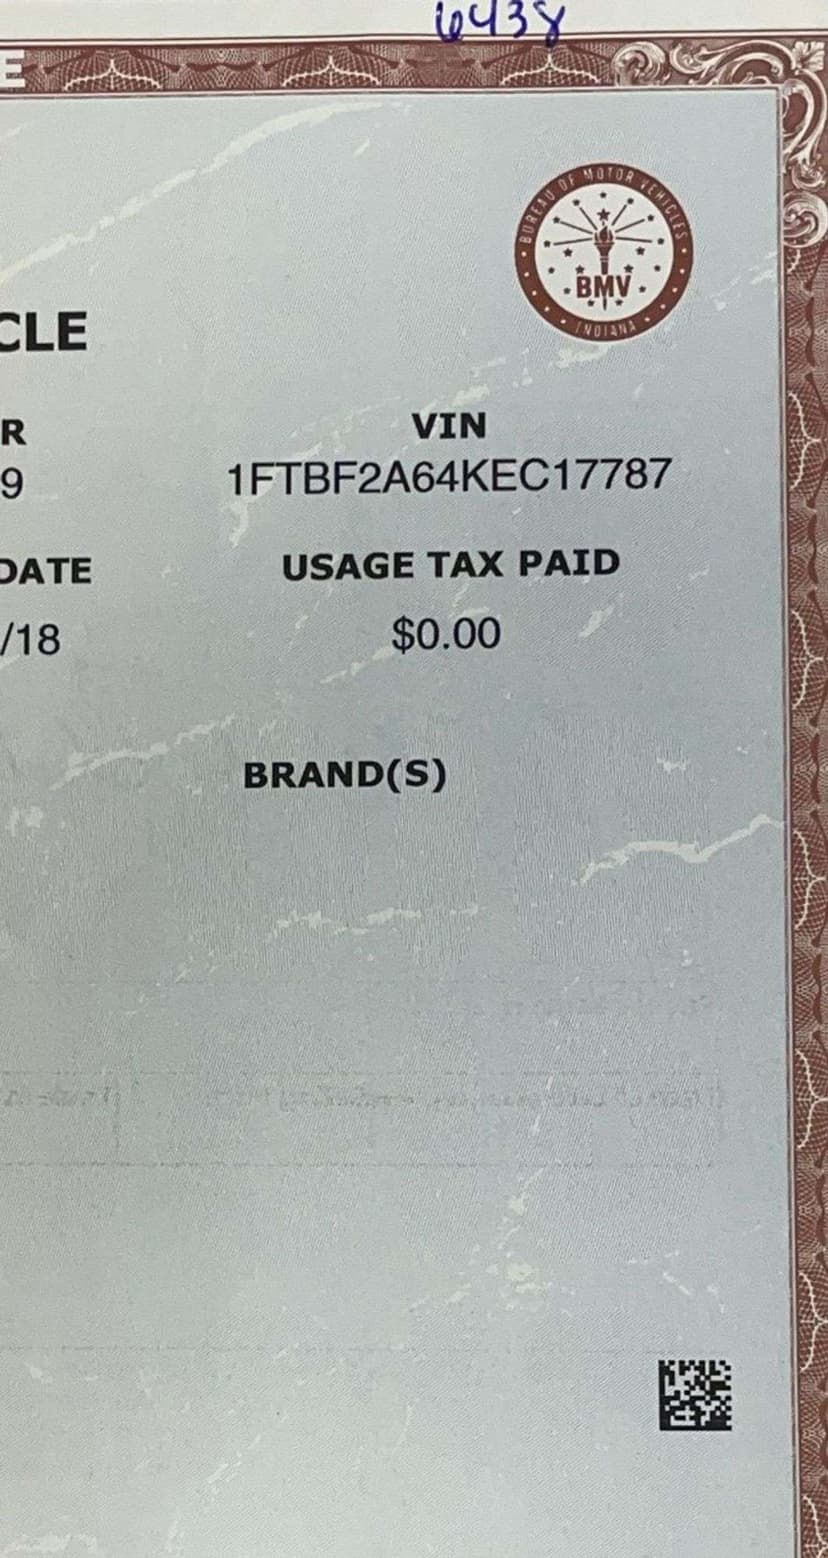 6438
E
BUREAU OF MOTOR VEHICLES
BMV
INDIANA
CLE
R VIN
9 1FTBF2A64KEC17787
DATE USAGE TAX PAID
/18 $0.00
BRAND(S)